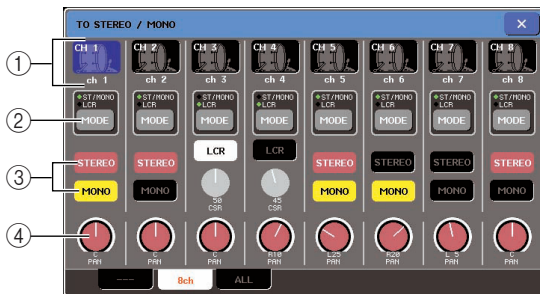 TO STEREO / MONO ×
① CH 1 CH 2 CH 3 CH 4 CH 5 CH 6 CH 7 CH 8
ch 1 ch 2 ch 3 ch 4 ch 5 ch 6 ch 7 ch 8
ST/MONO ST/MONO ST/MONO ST/MONO ST/MONO ST/MONO ST/MONO ST/MONO
LCR LCR LCR LCR LCR LCR LCR LCR
② MODE MODE MODE MODE MODE MODE MODE MODE
LCR LCR
③ STEREO STEREO STEREO STEREO STEREO STEREO
MONO MONO MONO MONO MONO MONO
50 45
CSR CSR
④
C C C R10 L25 R20 L 5 C
PAN PAN PAN PAN PAN PAN PAN PAN
--- 8ch ALL